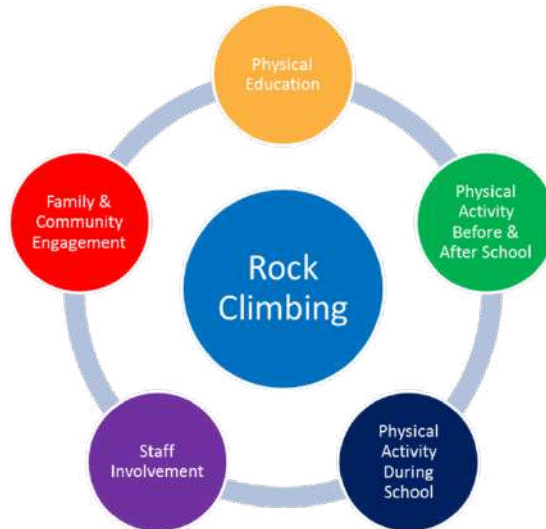 Physical
Education
Family &
Community
Engagement
Physical
Activity
Before &
After School
Rock
Climbing
Staff
Involvement
Physical
Activity
During
School